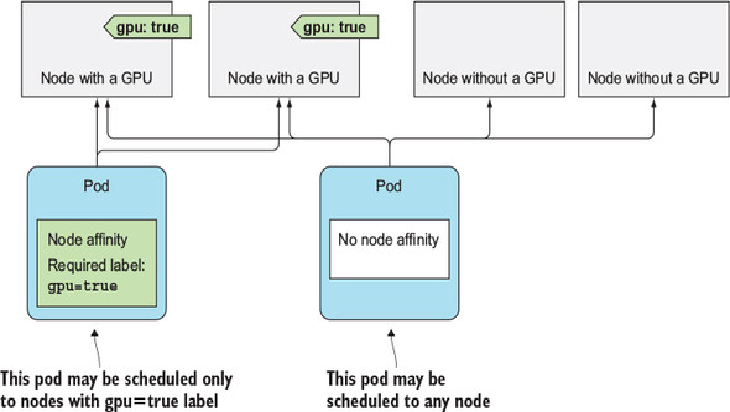 gpu: true
gpu: true
Node with a GPU
Node with a GPU
Node without a GPU
Node without a GPU
Pod
Node affinity
Required label:
gpu=true
Pod
No node affinity
This pod may be scheduled only
to nodes with gpu=true label
This pod may be
scheduled to any node